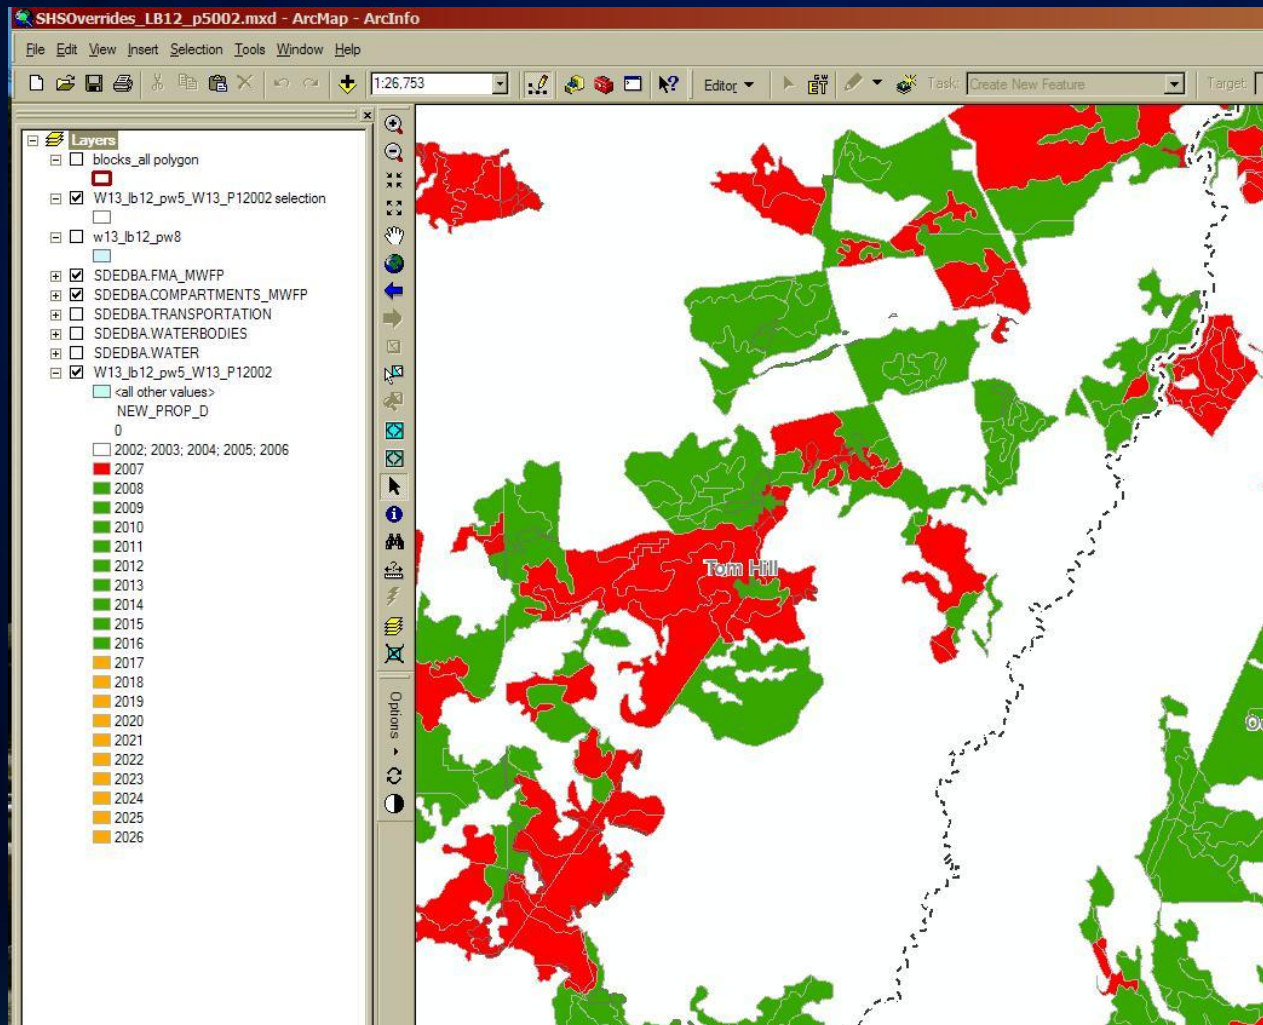 SHSOverrides_LB12_p5002.mxd - ArcMap - ArcInfo
File Edit View Insert Selection Tools Window Help
1:26,753 Editor ET Task: Create New Feature Target:
Layers
blocks_all polygon
W13_lb12_pw5_W13_P12002 selection
w13_lb12_pw8
SDEDBA.FMA_MWFP
SDEDBA.COMPARTMENTS_MWFP
SDEDBA.TRANSPORTATION
SDEDBA.WATERBODIES
SDEDBA.WATER
W13_lb12_pw5_W13_P12002
<all other values>
NEW_PROP_D
0
2002; 2003; 2004; 2005; 2006
2007
2008
2009
2010
2011
2012
2013
2014
2015
2016
2017
2018
2019
2020
2021
2022
2023
2024
2025
2026
Options
Tom Hill